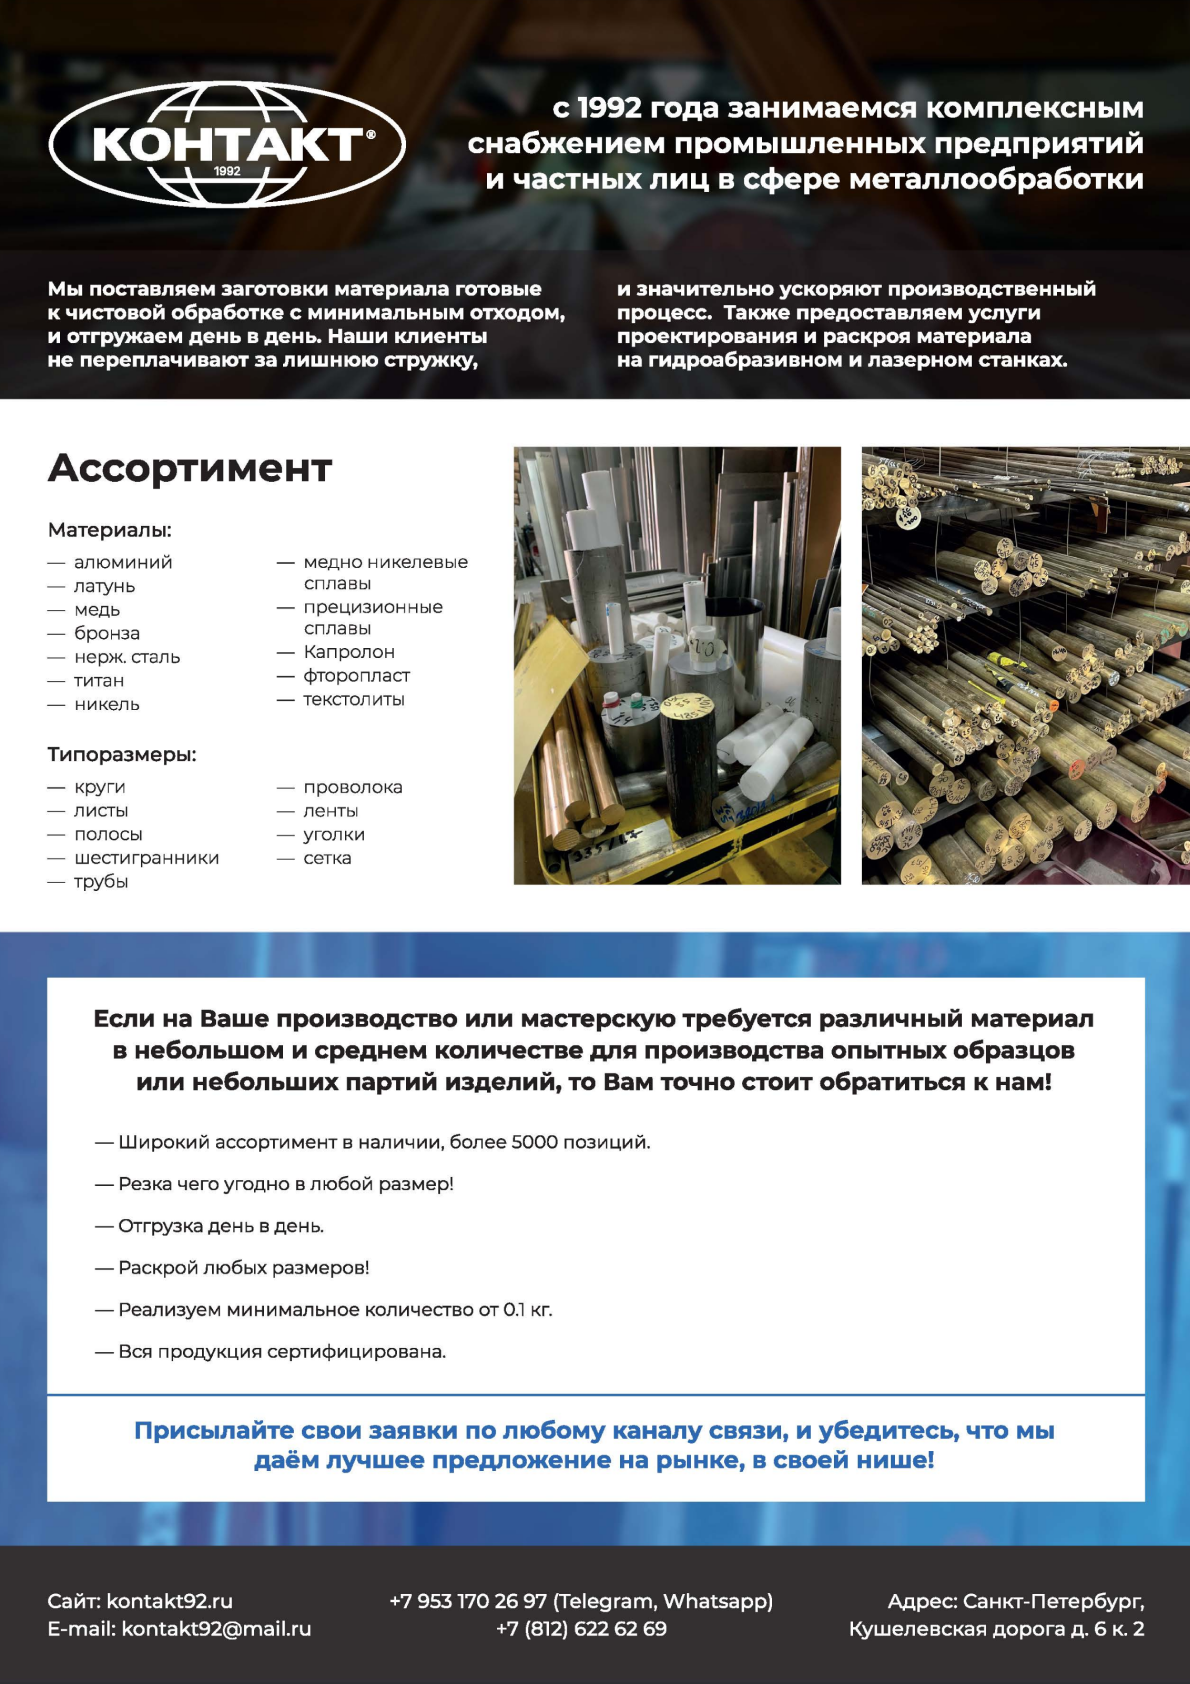 КОНТАКТ®
1992
с 1992 года занимаемся комплексным
снабжением промышленных предприятий
и частных лиц в сфере металлообработки
Мы поставляем заготовки материала готовые
к чистовой обработке с минимальным отходом,
и отгружаем день в день. Наши клиенты
не переплачивают за лишнюю стружку,
и значительно ускоряют производственный
процесс. Также предоставляем услуги
проектирования и раскроя материала
на гидроабразивном и лазерном станках.
Ассортимент
Материалы:
— алюминий
— латунь
— медь
— бронза
— нерж. сталь
— титан
— никель
— медно никелевые
сплавы
— прецизионные
сплавы
— Капролон
— фторопласт
— текстолиты
Типоразмеры:
— круги
— листы
— полосы
— шестигранники
— трубы
— проволока
— ленты
— уголки
— сетка
Если на Ваше производство или мастерскую требуется различный материал
в небольшом и среднем количестве для производства опытных образцов
или небольших партий изделий, то Вам точно стоит обратиться к нам!
— Широкий ассортимент в наличии, более 5000 позиций.
— Резка чего угодно в любой размер!
— Отгрузка день в день.
— Раскрой любых размеров!
— Реализуем минимальное количество от 0.1 кг.
— Вся продукция сертифицирована.
Присылайте свои заявки по любому каналу связи, и убедитесь, что мы
даём лучшее предложение на рынке, в своей нише!
Сайт: kontakt92.ru
E-mail: kontakt92@mail.ru
+7 953 170 26 97 (Telegram, Whatsapp)
+7 (812) 622 62 69
Адрес: Санкт-Петербург,
Кушелевская дорога д. 6 к. 2